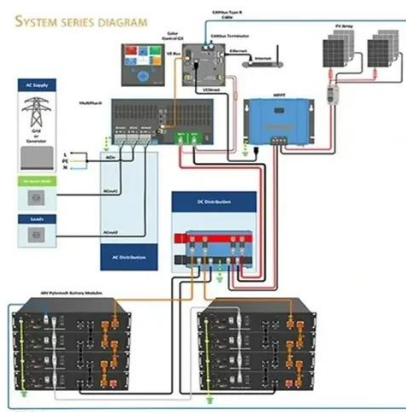 SYSTEM SERIES DIAGRAM
Color
Control GX
CANbus Type B
Cable
CANbus Terminator
VE Bus
Ethernet
Internet
PV Array
AC Supply
Grid
or
Generator
MultiPlus-II
VE Direct
MPPT
L
PE
N
ACin
ACout1
Loads
ACout2
DC Distribution
AC Distribution
48V Pylontech Battery Modules